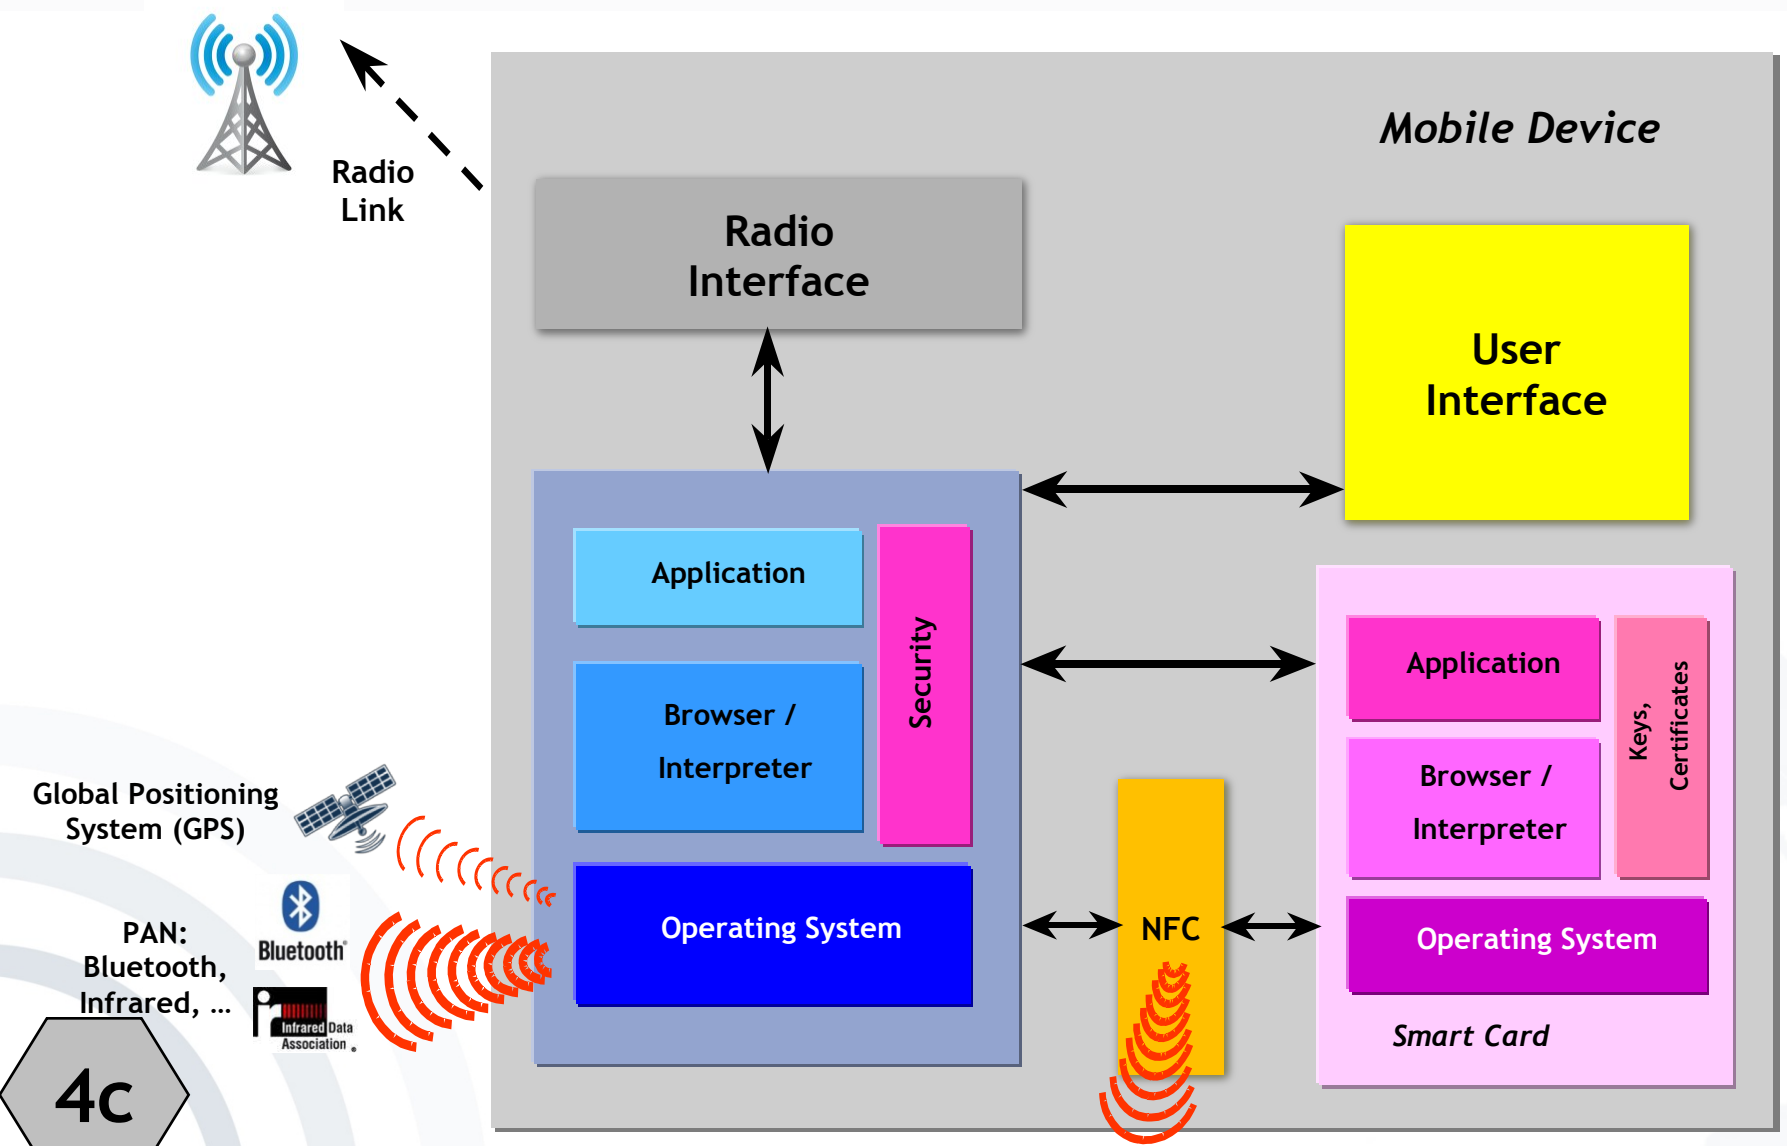 Mobile Device
Radio
Link
Radio
Interface
User
Interface
Application
Security
Browser /
Interpreter
Operating System
Application
Keys,
Certificates
Browser /
Interpreter
Operating System
Smart Card
NFC
Global Positioning
System (GPS)
PAN:
Bluetooth,
Infrared, …
Bluetooth
ir
Infrared Data
Association
4c